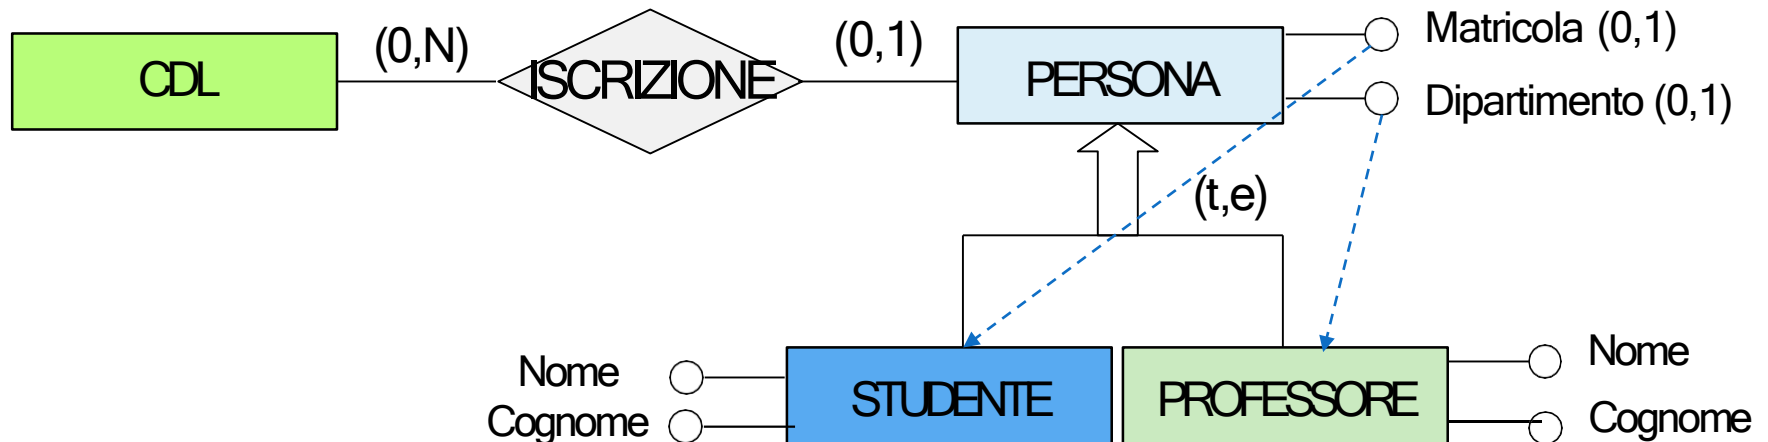 CDL
(0,N)
ISCRIZIONE
(0,1)
PERSONA
Matricola (0,1)
Dipartimento (0,1)
(t,e)
Nome
Cognome
STUDENTE
PROFESSORE
Nome
Cognome